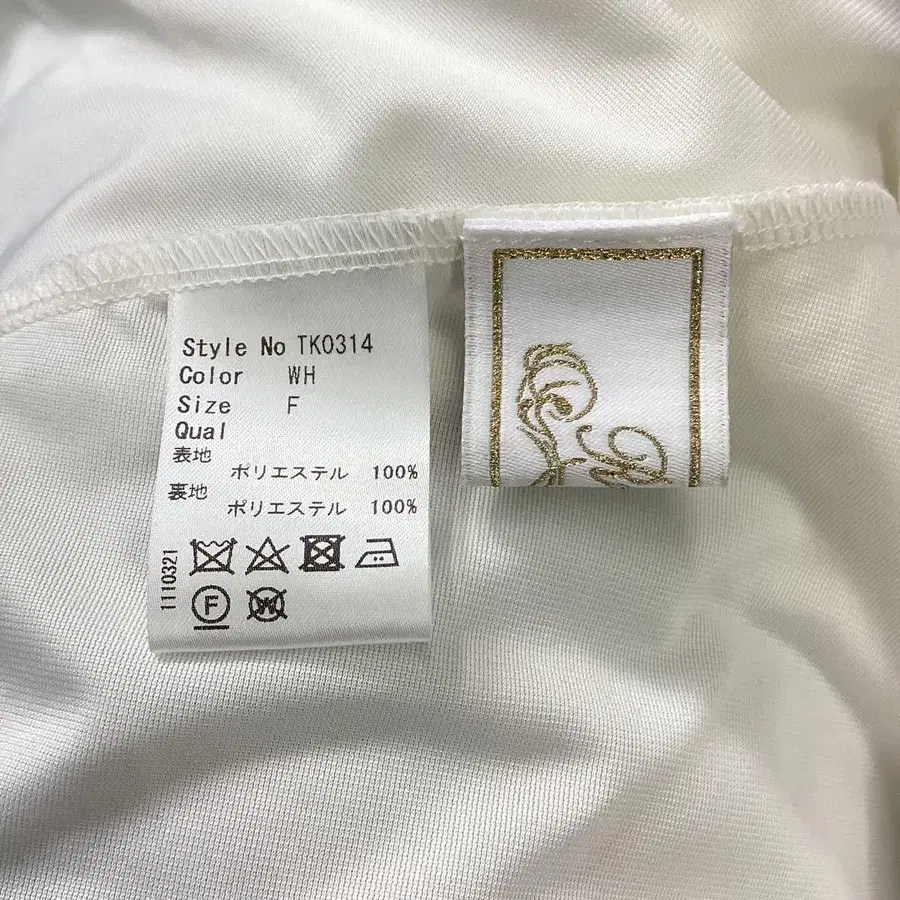 Style No TK0314
Color WH
Size F
Qual
表地
ポリエステル 100%
裏地
ポリエステル 100%
1110321
F
W